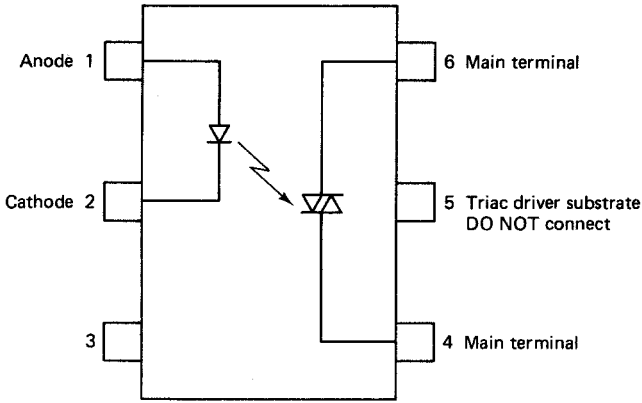 Anode 1
6 Main terminal
Cathode 2
5 Triac driver substrate
DO NOT connect
3
4 Main terminal